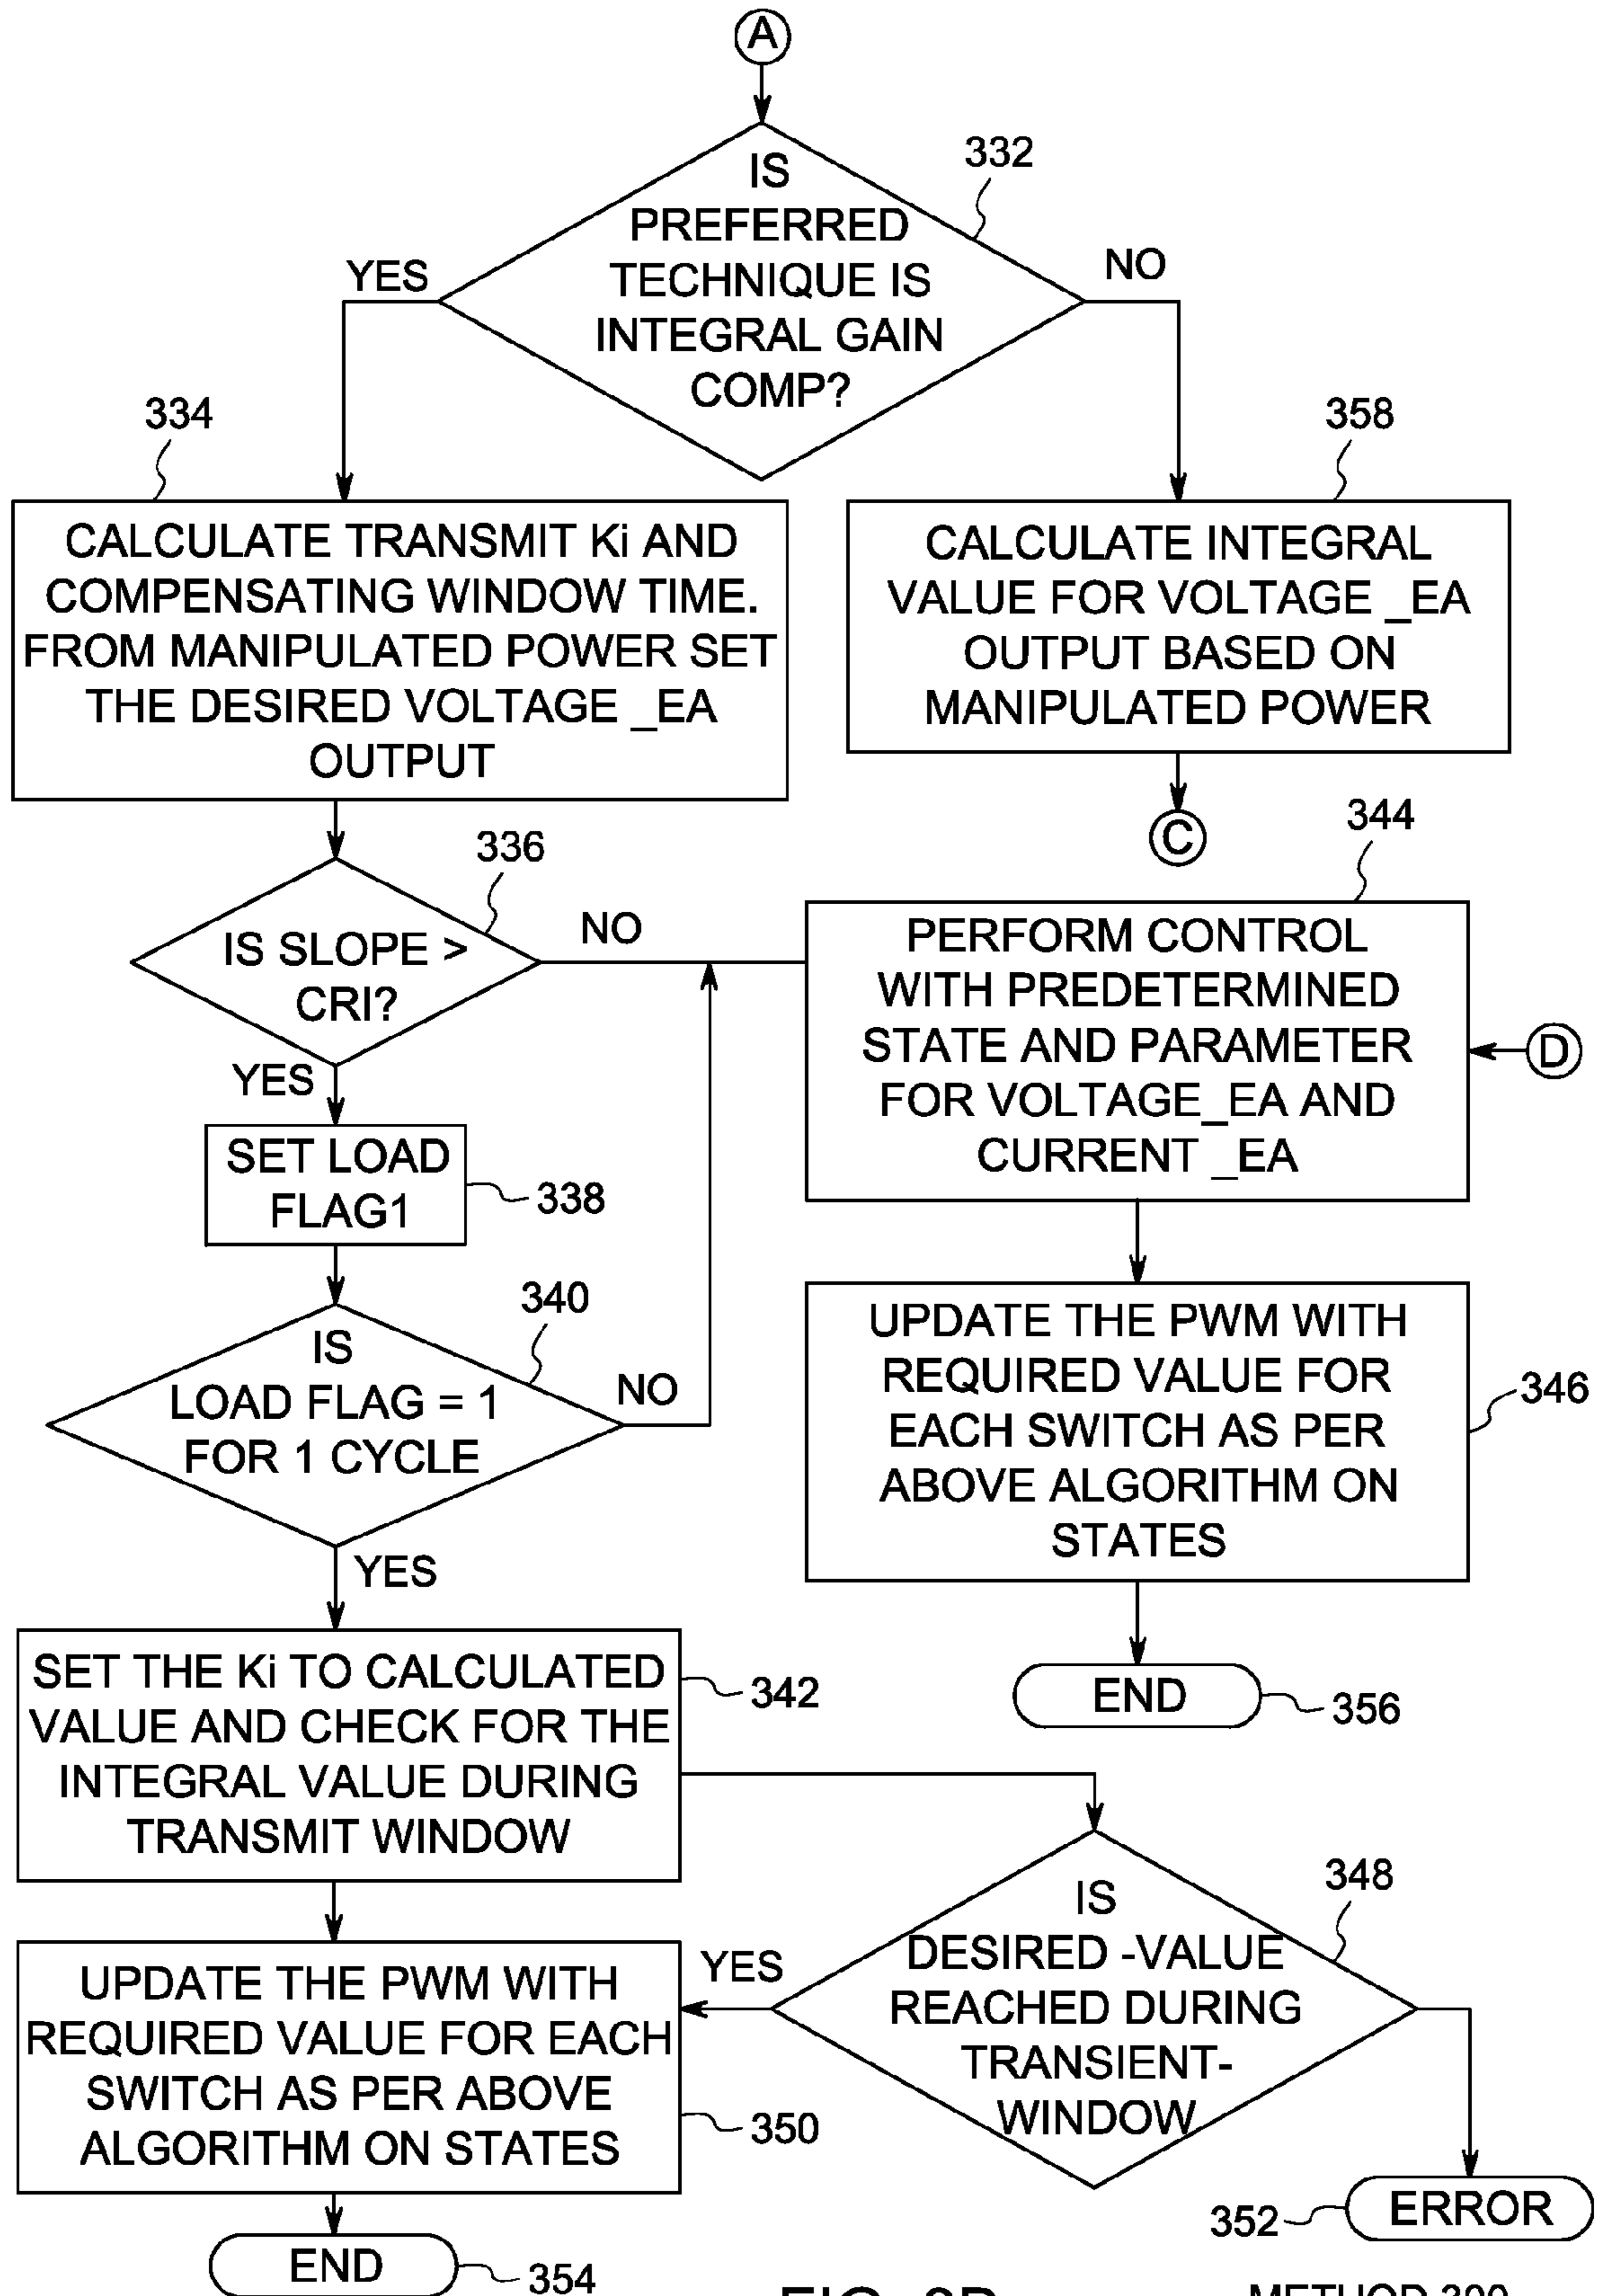 A
332
IS
PREFERRED
TECHNIQUE IS
INTEGRAL GAIN
COMP?
YES
NO
334
CALCULATE TRANSMIT Ki AND
COMPENSATING WINDOW TIME.
FROM MANIPULATED POWER SET
THE DESIRED VOLTAGE _EA
OUTPUT
358
CALCULATE INTEGRAL
VALUE FOR VOLTAGE _EA
OUTPUT BASED ON
MANIPULATED POWER
C
336
IS SLOPE >
CRI?
NO
YES
344
PERFORM CONTROL
WITH PREDETERMINED
STATE AND PARAMETER
FOR VOLTAGE_EA AND
CURRENT _EA
D
SET LOAD
FLAG1
338
340
IS
LOAD FLAG = 1
FOR 1 CYCLE
NO
YES
UPDATE THE PWM WITH
REQUIRED VALUE FOR
EACH SWITCH AS PER
ABOVE ALGORITHM ON
STATES
346
END
356
SET THE Ki TO CALCULATED
VALUE AND CHECK FOR THE
INTEGRAL VALUE DURING
TRANSMIT WINDOW
342
348
IS
DESIRED -VALUE
REACHED DURING
TRANSIENT-
WINDOW
YES
UPDATE THE PWM WITH
REQUIRED VALUE FOR EACH
SWITCH AS PER ABOVE
ALGORITHM ON STATES
350
352
ERROR
END
354